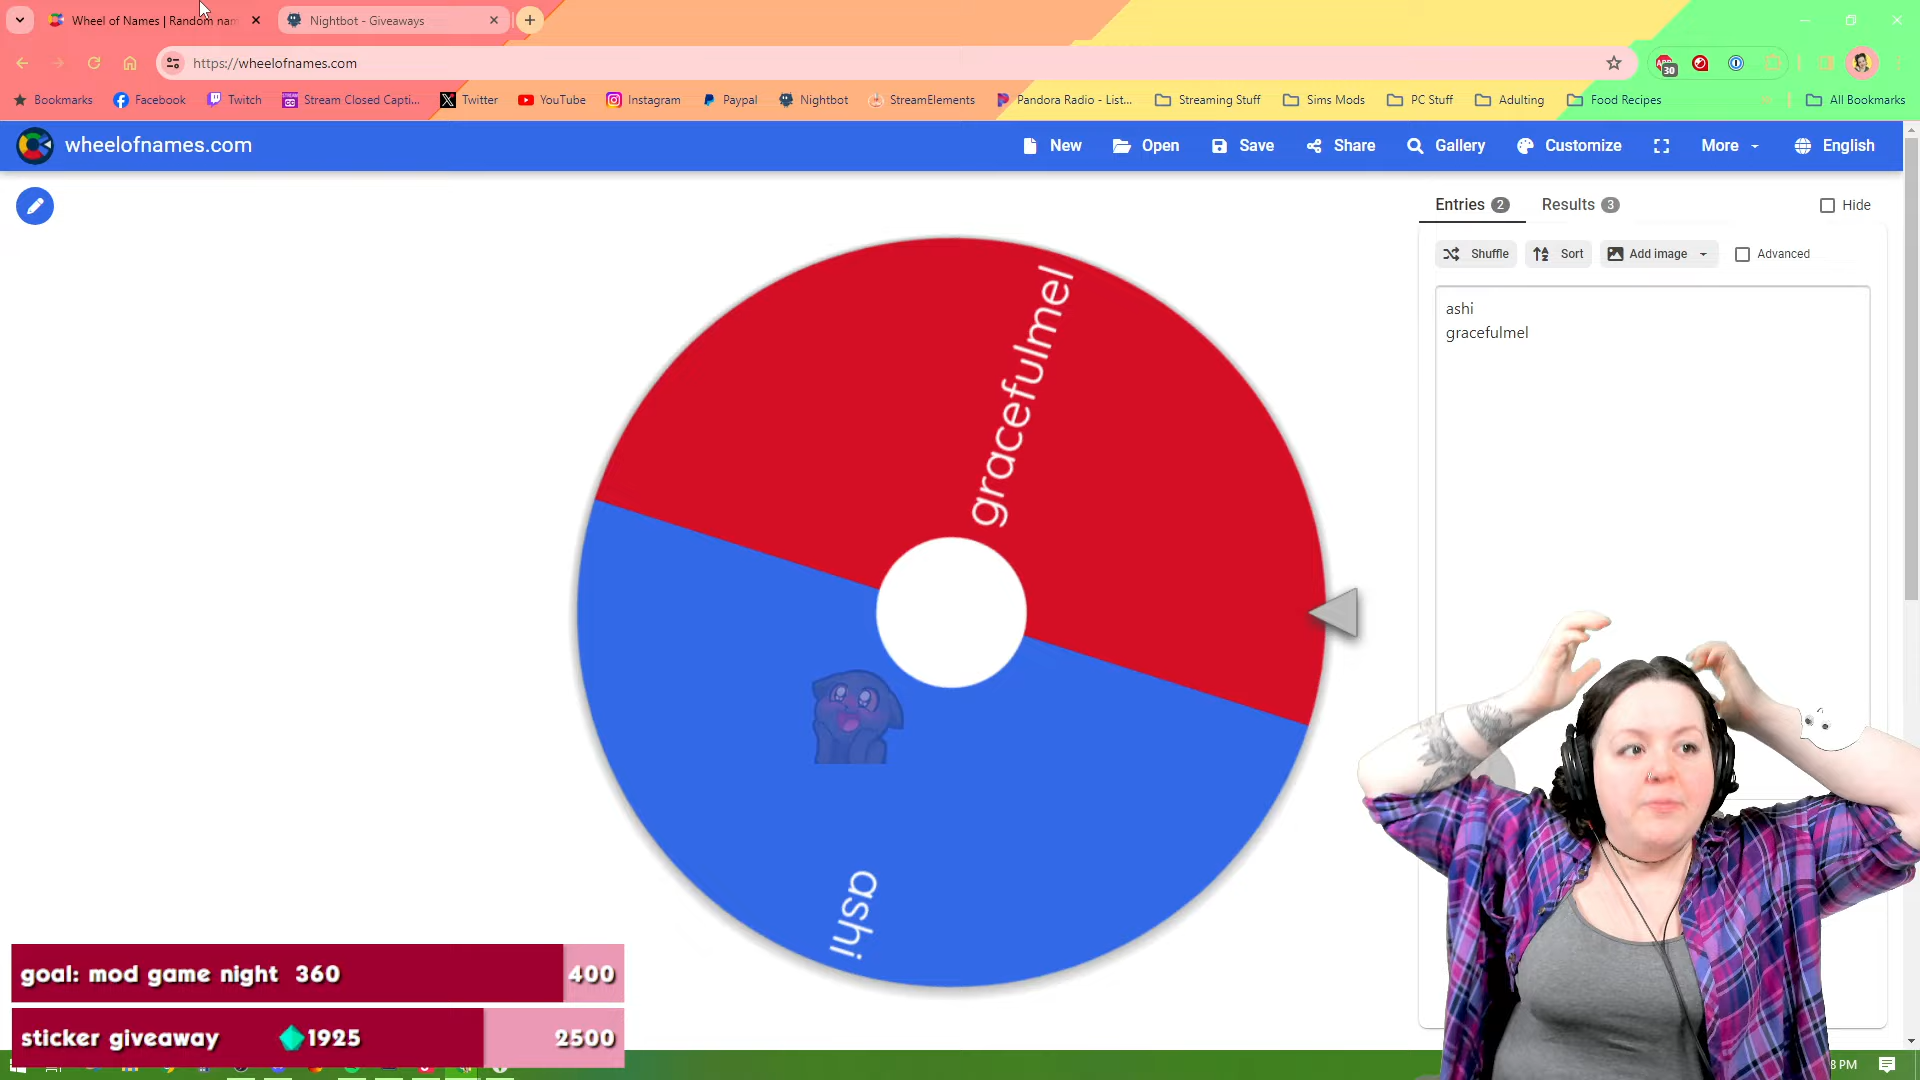 Wheel of Names | Random nam
Nightbot - Giveaways
https://wheelofnames.com
30
Bookmarks
Facebook
Twitch
Stream Closed Capti...
Twitter
YouTube
Instagram
Paypal
Nightbot
StreamElements
Pandora Radio - List...
Streaming Stuff
Sims Mods
PC Stuff
Adulting
Food Recipes
All Bookmarks
wheelofnames.com
New
Open
Save
Share
Gallery
Customize
More
English
Entries 2
Results 3
Hide
Shuffle
Sort
Add image
Advanced
ashi
gracefulmel
gracefulmel
ashi
goal: mod game night 360
400
sticker giveaway 1925
2500
8 PM